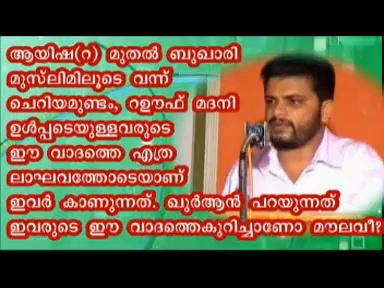 ആയിഷ(റ) മുതൽ ബുഖാരി
മുസ്ലിമിലൂടെ വന്ന്
ചെറിയമുണ്ടം, റഊഫ് മദനി
ഉൾപ്പടെയുള്ളവരുടെ
ഈ വാദത്തെ എത്ര
ലാഘവത്തോടെയാണ്
ഇവർ കാണുന്നത്. ഖുർആൻ പറയുന്നത്
ഇവരുടെ ഈ വാദത്തെകുറിച്ചാണോ മൗലവീ?